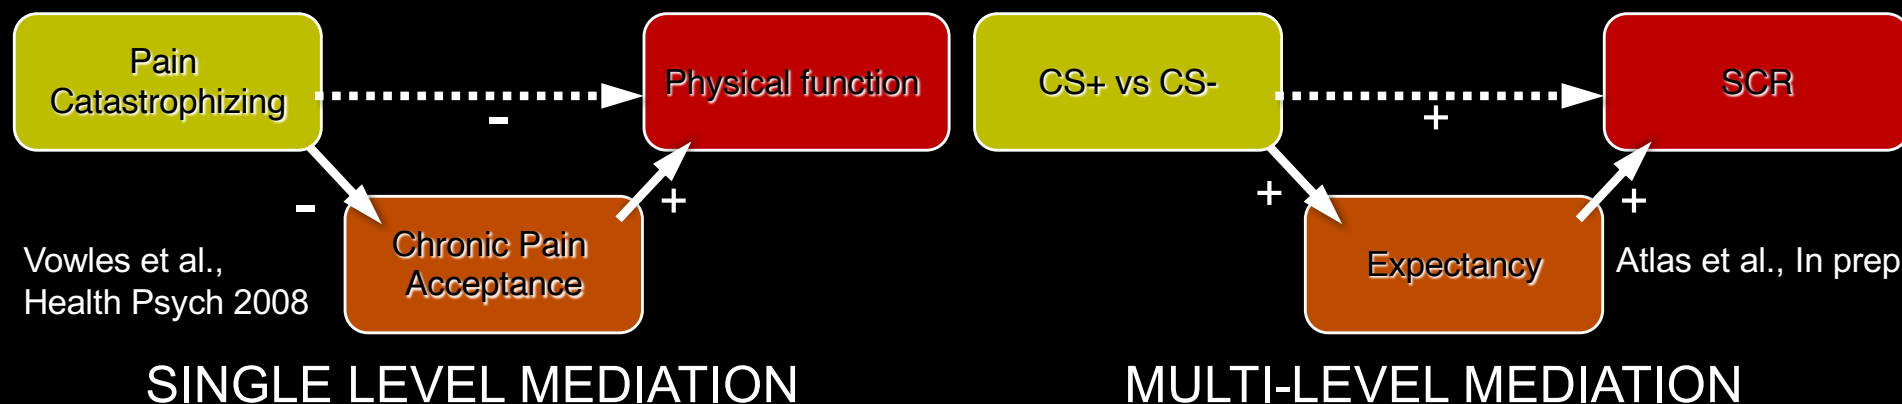 Pain
Catastrophizing
-
Physical function
-
+
Chronic Pain
Acceptance
Vowles et al.,
Health Psych 2008
SINGLE LEVEL MEDIATION
CS+ vs CS-
+
SCR
+
+
Expectancy
Atlas et al., In prep
MULTI-LEVEL MEDIATION